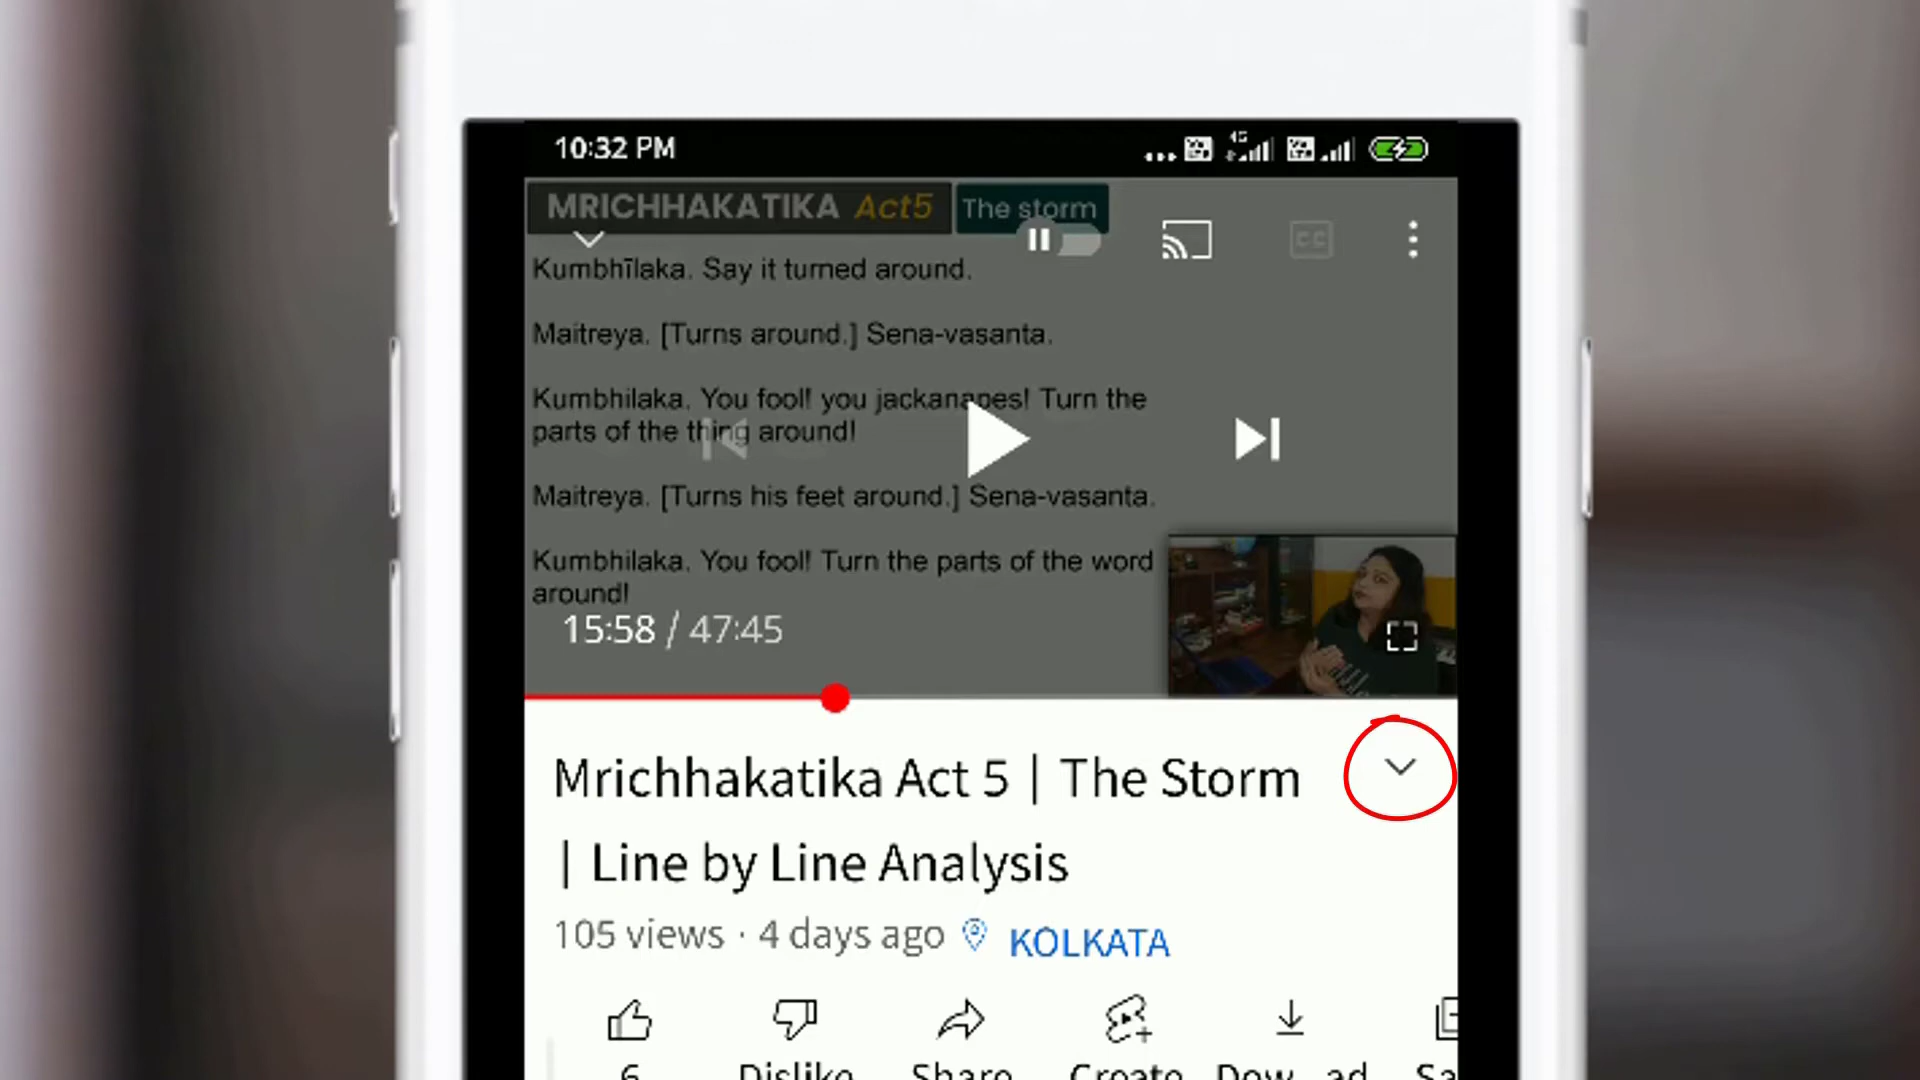 10:32 PM
4G
MRICHHAKATIKA Act5 The storm
CC
Kumbhīlaka. Say it turned around.
Maitreya. [Turns around.] Sena-vasanta.
Kumbhilaka. You fool! you jackanapes! Turn the
parts of the thing around!
Maitreya. [Turns his feet around.] Sena-vasanta.
Kumbhilaka. You fool! Turn the parts of the word
around!
15:58 / 47:45
Mrichhakatika Act 5 | The Storm
| Line by Line Analysis
105 views · 4 days ago KOLKATA
6 Dislike Share Create